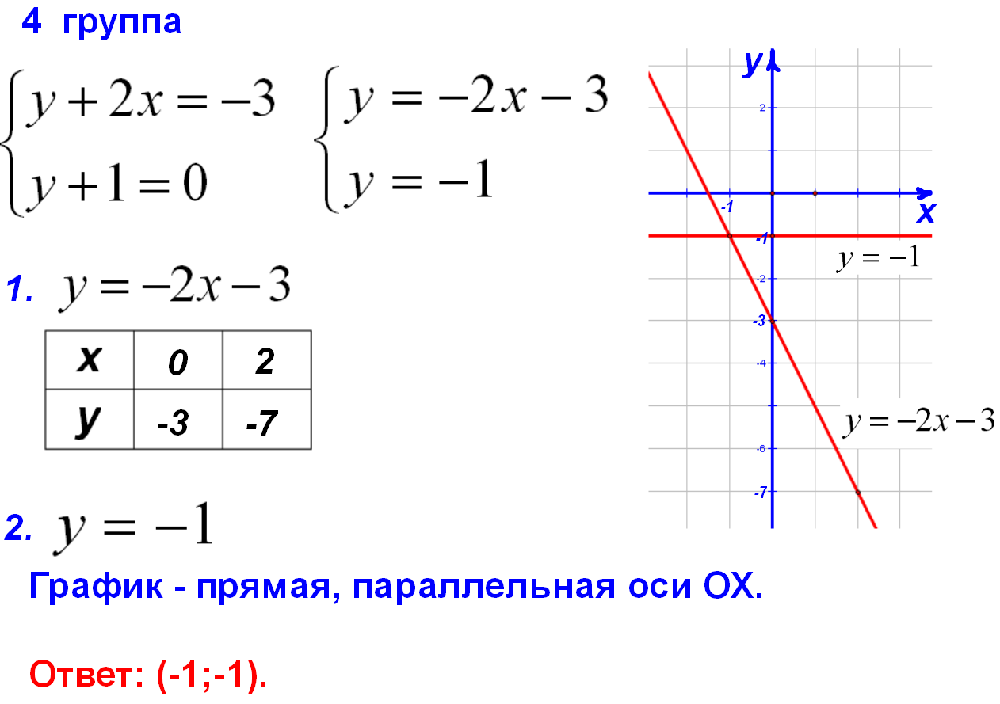 4 группа
y + 2x = −3
y + 1 = 0
y = −2x − 3
y = −1
1. y = −2x − 3
x 0 2
y -3 -7
2. y = −1
График - прямая, параллельная оси ОХ.
Ответ: (-1;-1).
y
2
-1
x
-1
y = −1
-2
-3
-4
y = −2x − 3
-6
-7